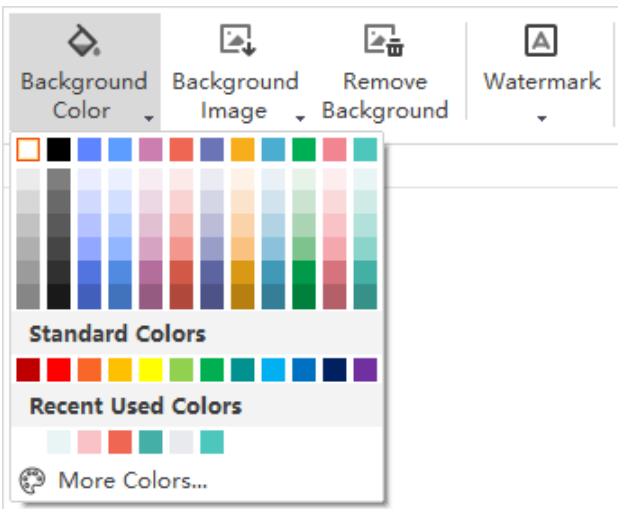 Background
Color
Background
Image
Remove
Background
A
Watermark
Standard Colors
Recent Used Colors
More Colors...